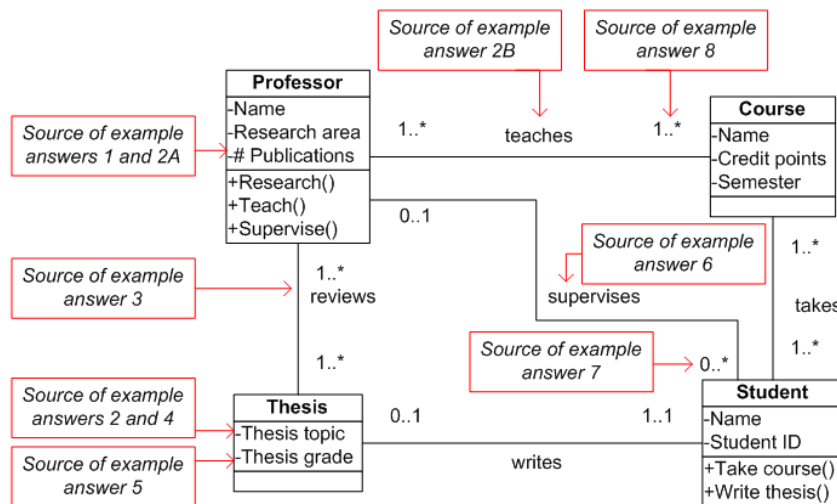 Source of example
answer 2B
Source of example
answer 8
Professor
-Name
-Research area
-# Publications
+Research()
+Teach()
+Supervise()
Source of example
answers 1 and 2A
1..*
teaches
1..*
Course
-Name
-Credit points
-Semester
0..1
Source of example
answer 6
1..*
Source of example
answer 3
1..*
reviews
supervises
takes
1..*
1..*
Source of example
answer 7
0..*
Source of example
answers 2 and 4
Source of example
answer 5
Thesis
-Thesis topic
-Thesis grade
0..1
1..1
writes
Student
-Name
-Student ID
+Take course()
+Write thesis()